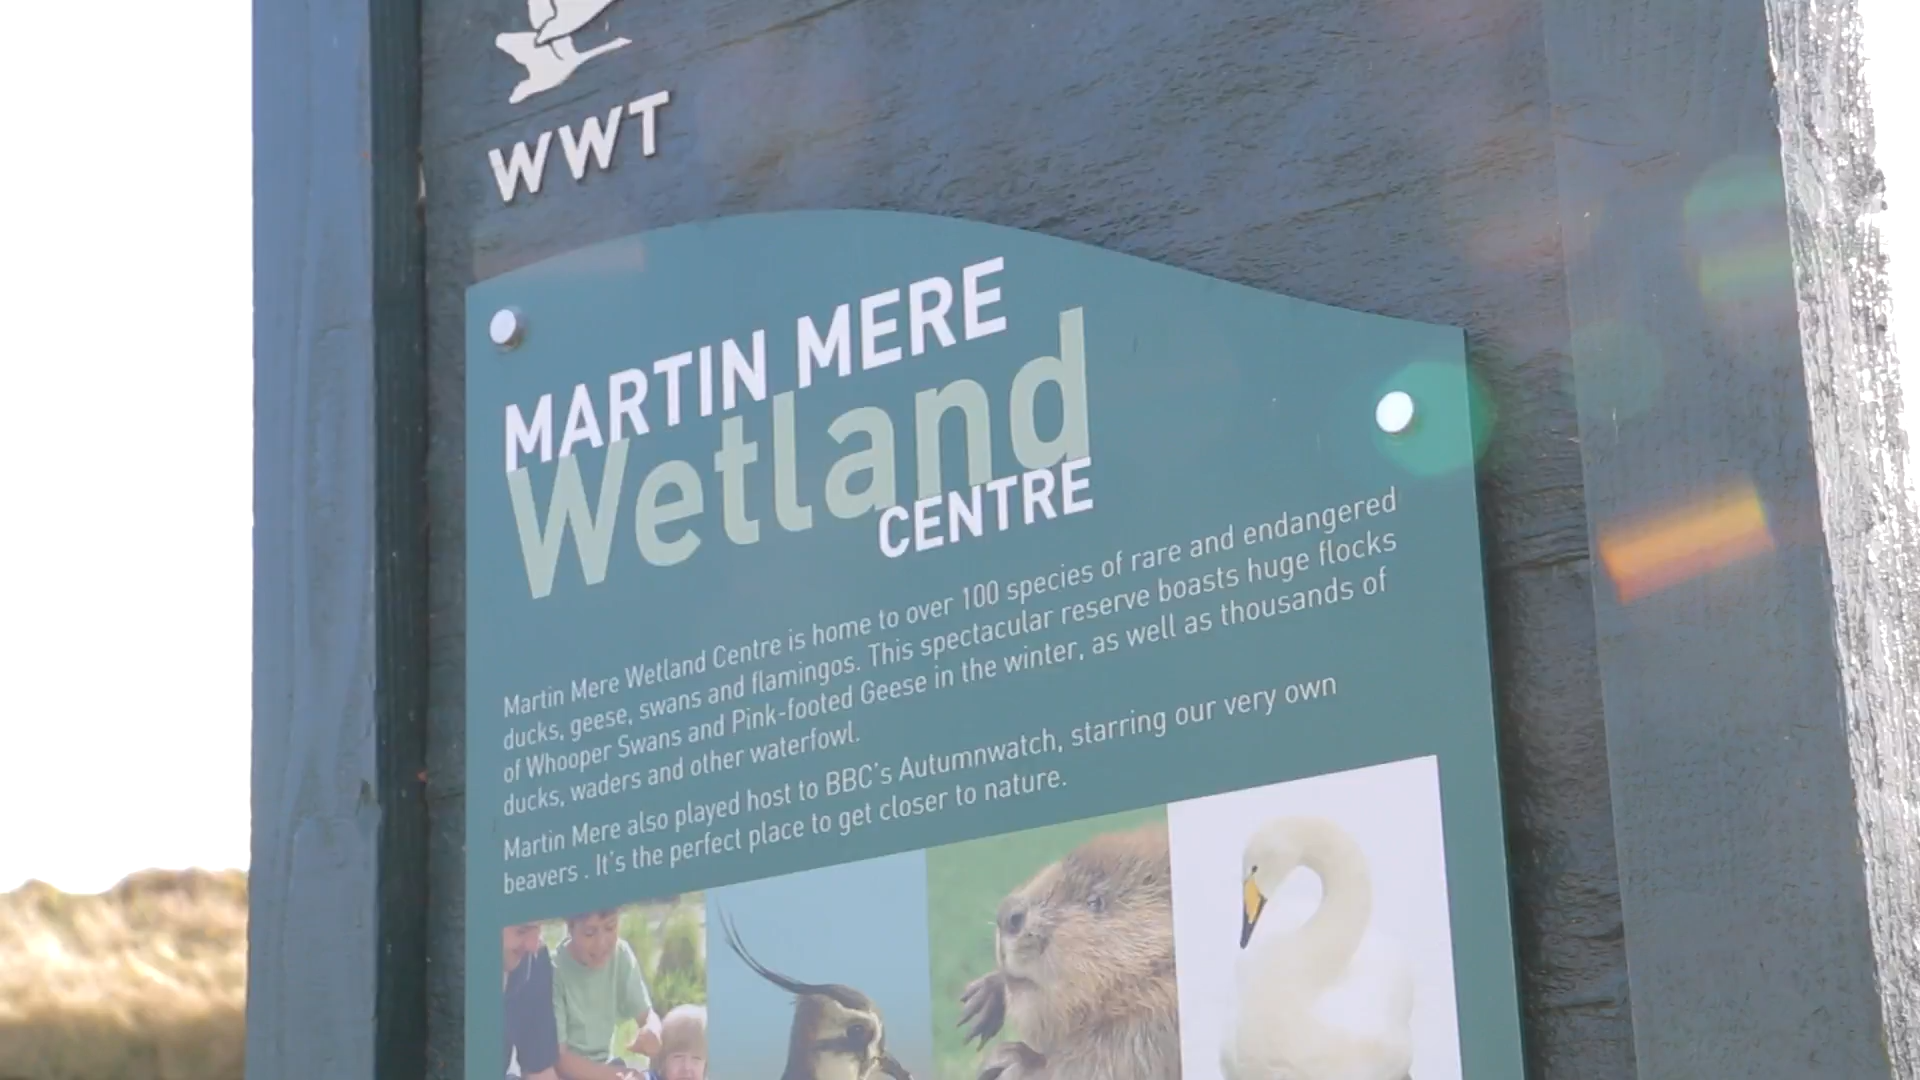 WWT
MARTIN MERE
Wetland
CENTRE
Martin Mere Wetland Centre is home to over 100 species of rare and endangered
ducks, geese, swans and flamingos. This spectacular reserve boasts huge flocks
of Whooper Swans and Pink-footed Geese in the winter, as well as thousands of
ducks, waders and other waterfowl.
Martin Mere also played host to BBC's Autumnwatch, starring our very own
beavers . It's the perfect place to get closer to nature.